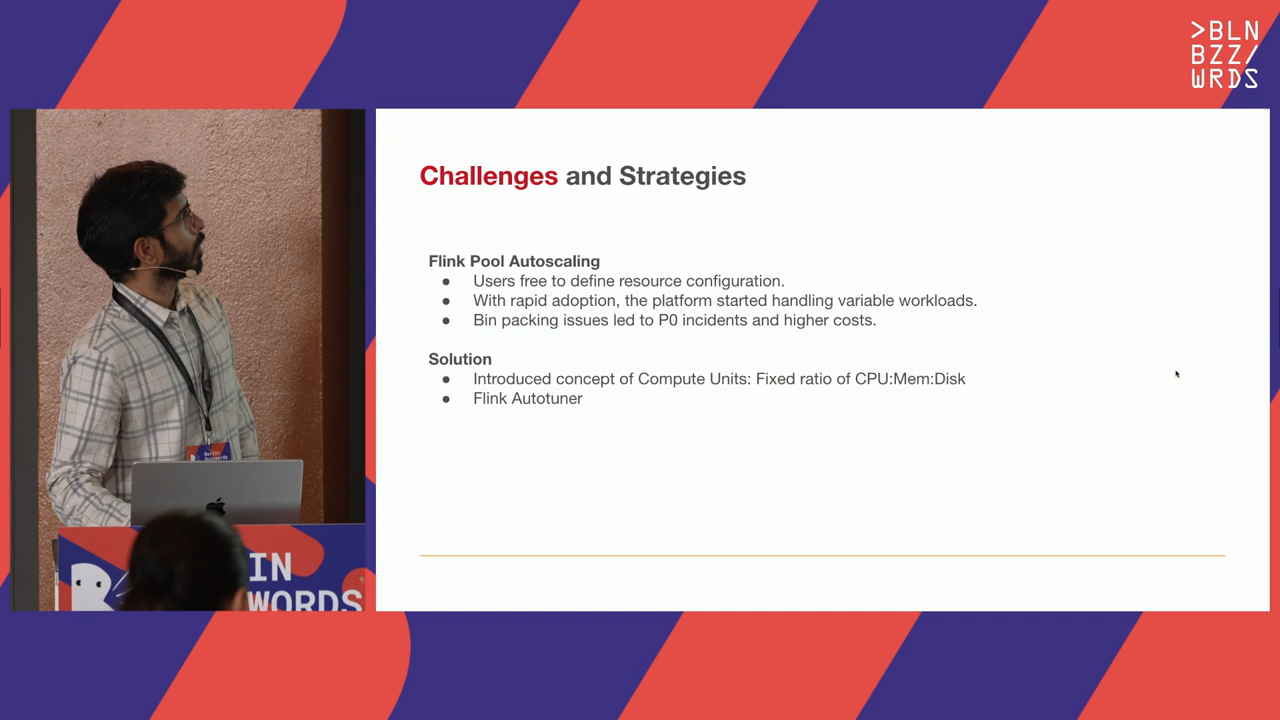 >BLN
BZZ/
WRDS
Challenges and Strategies
Flink Pool Autoscaling
● Users free to define resource configuration.
● With rapid adoption, the platform started handling variable workloads.
● Bin packing issues led to P0 incidents and higher costs.
Solution
● Introduced concept of Compute Units: Fixed ratio of CPU:Mem:Disk
● Flink Autotuner
Berlin
Buzzwords
IN
WORDS